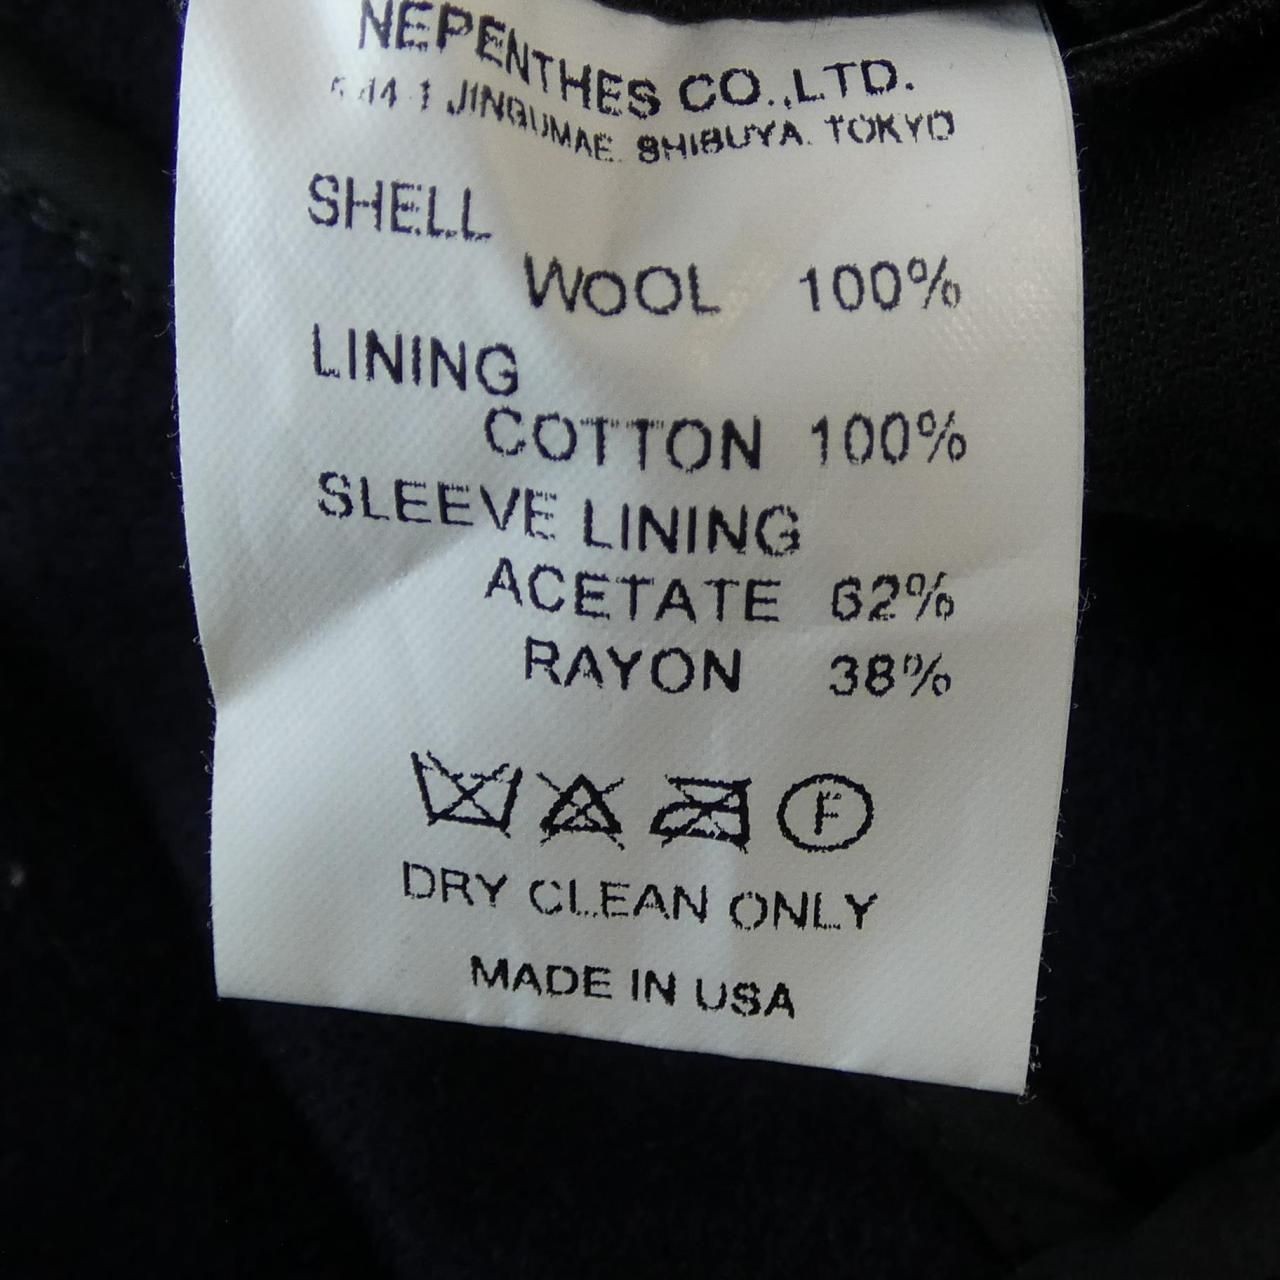 NEPENTHES CO.,LTD.
JINGUMAE. SHIBUYA. TOKYO
SHELL
WOOL 100%
LINING
COTTON 100%
SLEEVE LINING
ACETATE 62%
RAYON 38%
F
DRY CLEAN ONLY
MADE IN USA